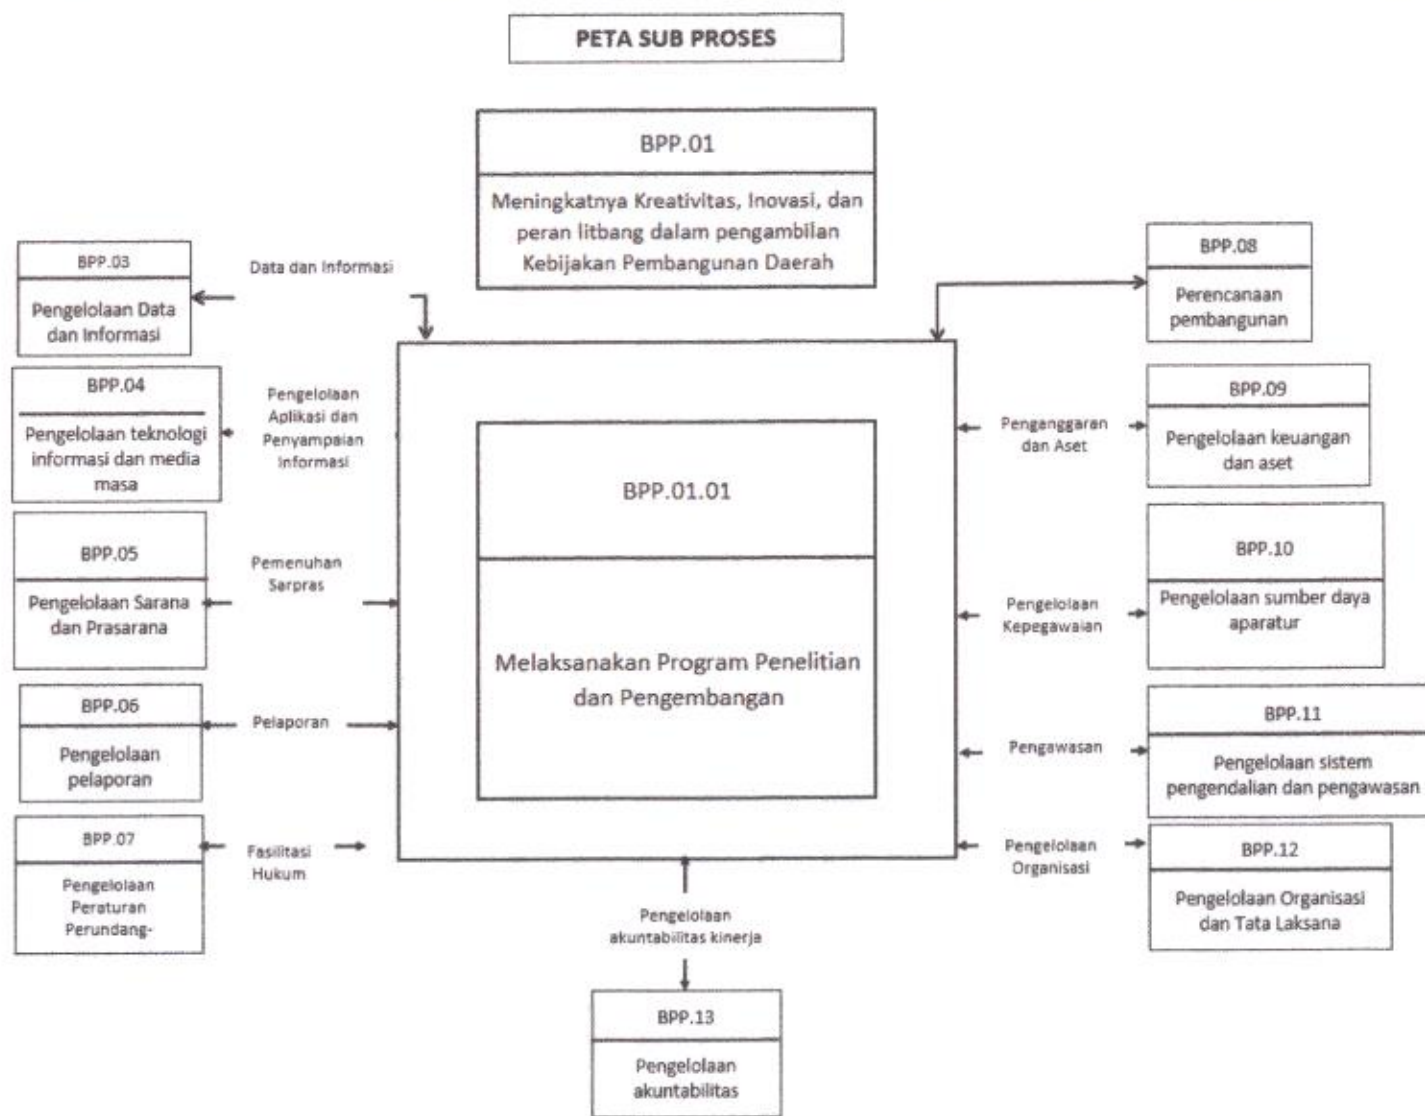 PETA SUB PROSES
BPP.01
Meningkatnya Kreativitas, Inovasi, dan
peran litbang dalam pengambilan
Kebijakan Pembangunan Daerah
BPP.03
Pengelolaan Data
dan Informasi
Data dan Informasi
BPP.04
Pengelolaan teknologi
informasi dan media
masa
Pengelolaan
Aplikasi dan
Penyampaian
Informasi
BPP.05
Pengelolaan Sarana
dan Prasarana
Pemenuhan
Sarpras
BPP.06
Pengelolaan
pelaporan
Pelaporan
BPP.07
Pengelolaan
Peraturan
Perundang-
Fasilitasi
Hukum
BPP.01.01
Melaksanakan Program Penelitian
dan Pengembangan
BPP.08
Perencanaan
pembangunan
Penganggaran
dan Aset
BPP.09
Pengelolaan keuangan
dan aset
Pengelolaan
Kepegawaian
BPP.10
Pengelolaan sumber daya
aparatur
Pengawasan
BPP.11
Pengelolaan sistem
pengendalian dan pengawasan
Pengelolaan
Organisasi
BPP.12
Pengelolaan Organisasi
dan Tata Laksana
Pengelolaan
akuntabilitas kinerja
BPP.13
Pengelolaan
akuntabilitas